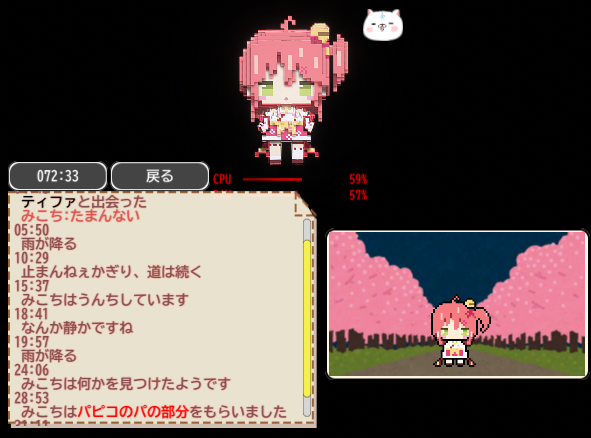 072:33
戻る
CPU 59%
57%
ティファと出会った
みこち:たまんない
05:50
雨が降る
10:29
止まんねぇかぎり、道は続く
15:37
みこちはうんちしています
18:41
なんか静かですね
19:57
雨が降る
24:06
みこちは何かを見つけたようです
28:53
みこちはパピコのパの部分をもらいました